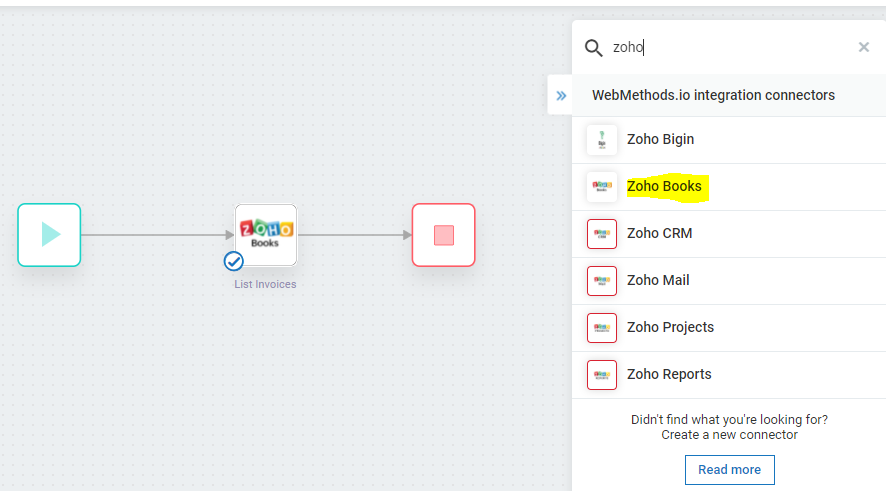 zoho
WebMethods.io integration connectors
Zoho Bigin
Zoho Books
Zoho CRM
Zoho Mail
Zoho Projects
Zoho Reports
Didn't find what you're looking for?
Create a new connector
Read more
ZOHO
Books
List Invoices